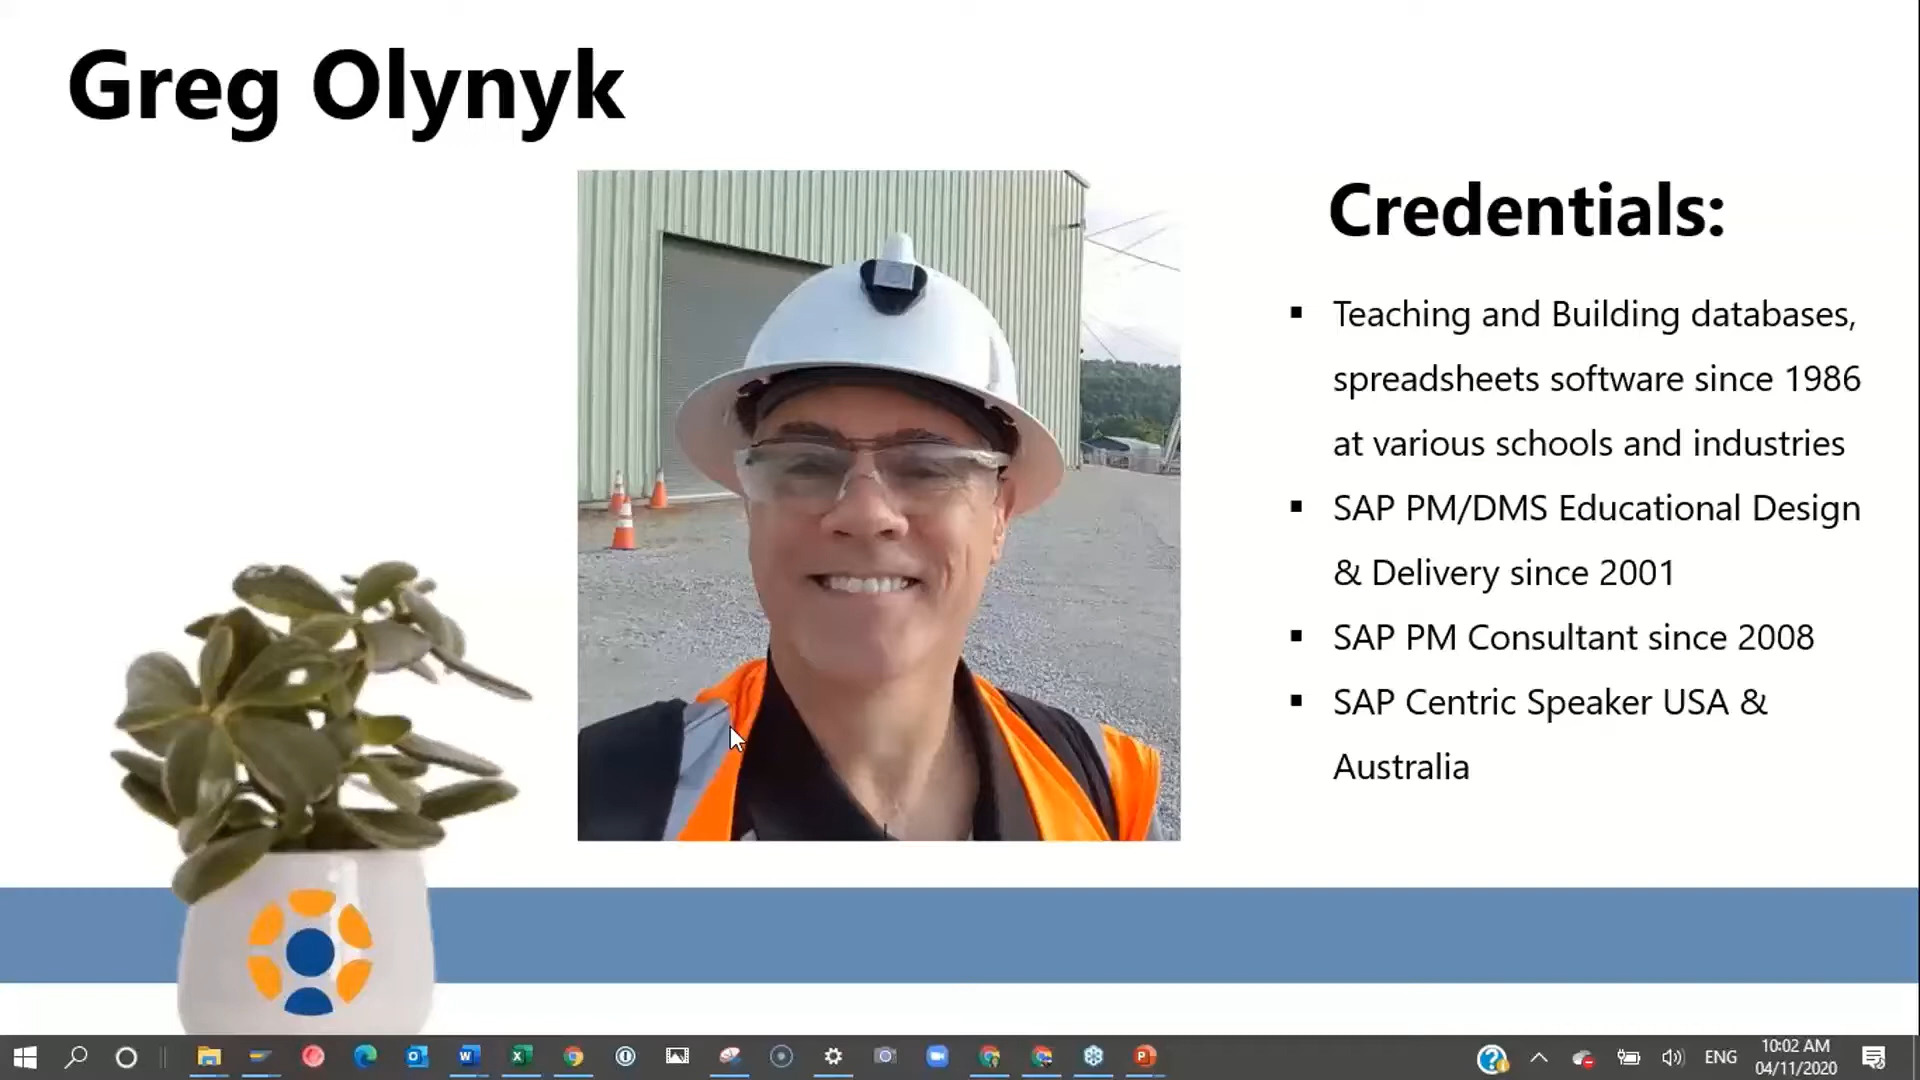 Greg Olynyk
Credentials:
▪ Teaching and Building databases,
spreadsheets software since 1986
at various schools and industries
▪ SAP PM/DMS Educational Design
& Delivery since 2001
▪ SAP PM Consultant since 2008
▪ SAP Centric Speaker USA &
Australia
ENG
10:02 AM
04/11/2020